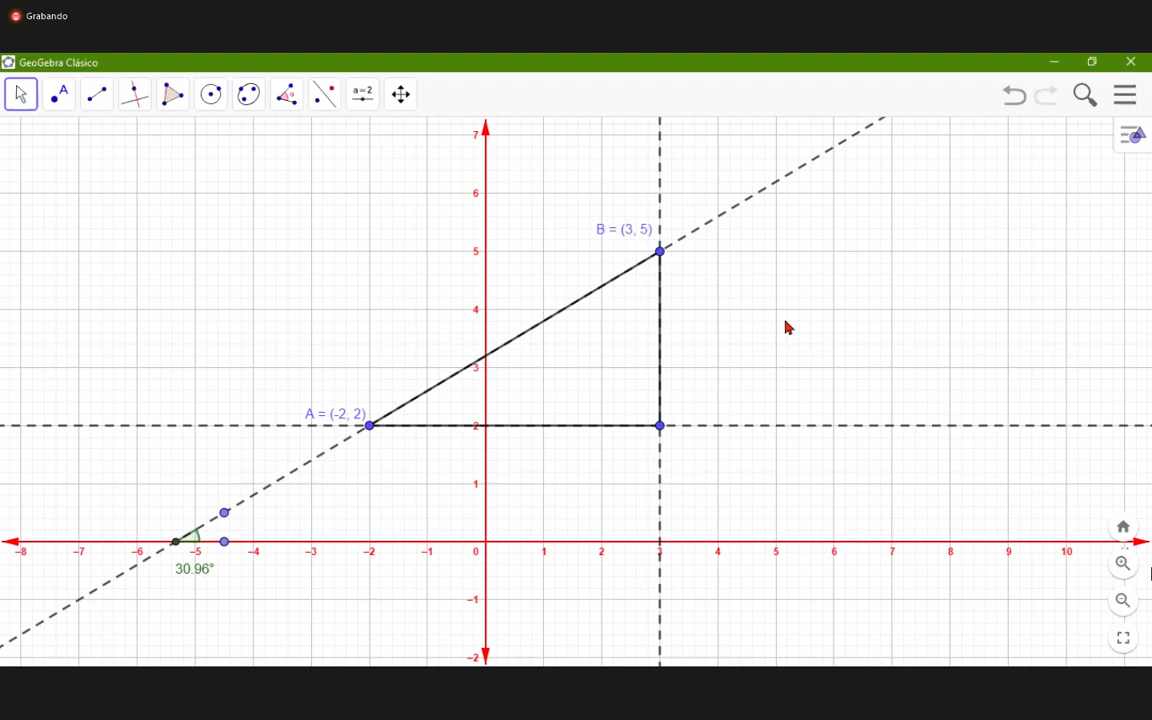 Grabando
GeoGebra Clásico
A
a=2
7
6
B = (3, 5)
5
4
3
A = (-2, 2)
2
1
-8 -7 -6 -5 -4 -3 -2 -1 0 1 2 3 4 5 6 7 8 9 10
30.96°
-1
-2